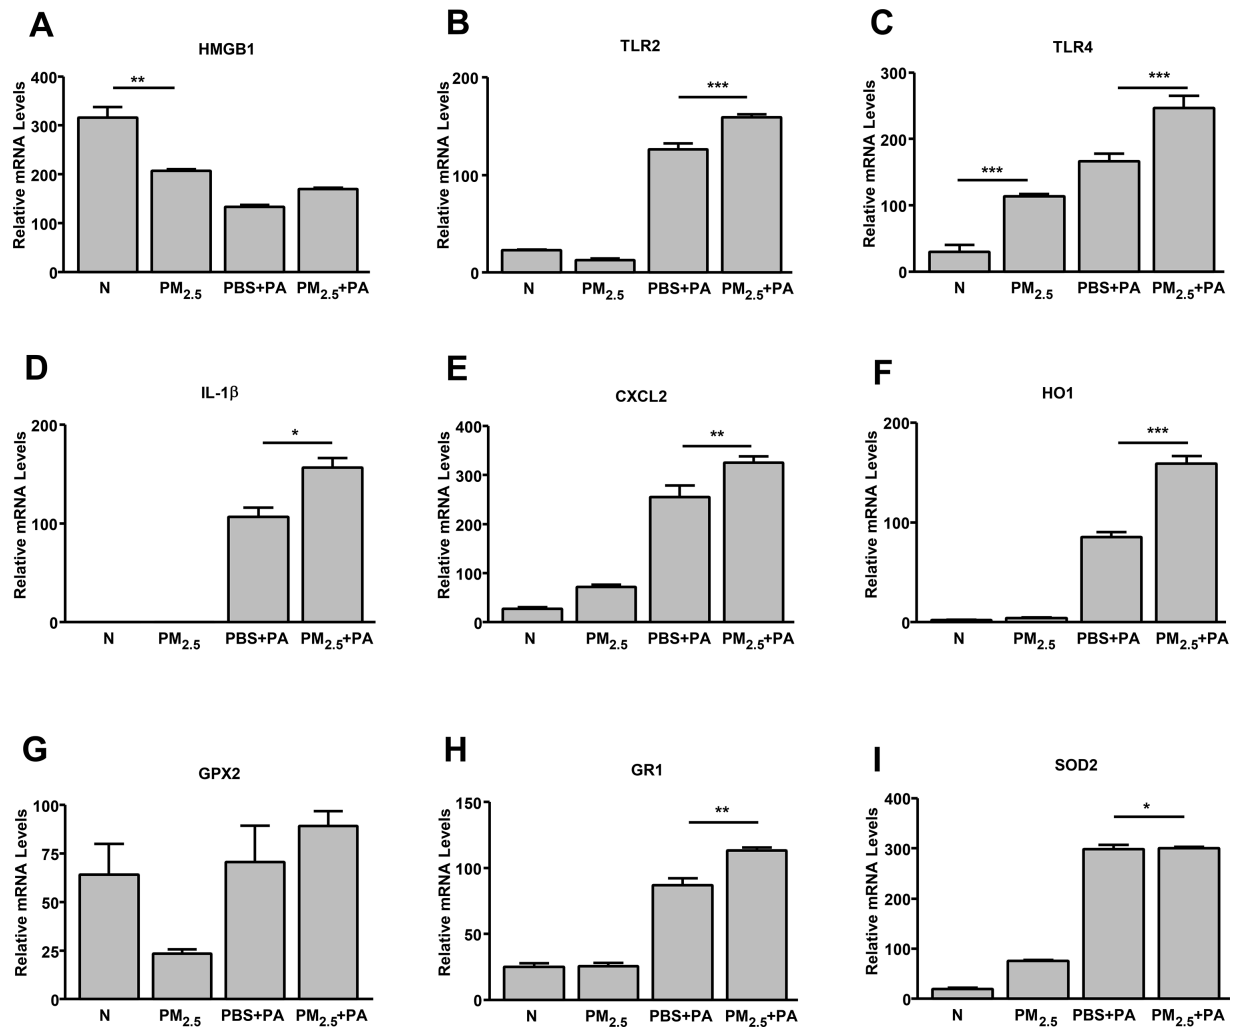 A
HMGB1
Relative mRNA Levels
400
300
200
100
0
**
N PM2.5 PBS+PA PM2.5+PA
B
TLR2
Relative mRNA Levels
200
100
0
***
N PM2.5 PBS+PA PM2.5+PA
C
TLR4
Relative mRNA Levels
300
200
100
0
***
***
N PM2.5 PBS+PA PM2.5+PA
D
IL-1β
Relative mRNA Levels
200
100
0
*
N PM2.5 PBS+PA PM2.5+PA
E
CXCL2
Relative mRNA Levels
400
300
200
100
0
**
N PM2.5 PBS+PA PM2.5+PA
F
HO1
Relative mRNA Levels
200
100
0
***
N PM2.5 PBS+PA PM2.5+PA
G
GPX2
Relative mRNA Levels
100
75
50
25
0
N PM2.5 PBS+PA PM2.5+PA
H
GR1
Relative mRNA Levels
150
100
50
0
**
N PM2.5 PBS+PA PM2.5+PA
I
SOD2
Relative mRNA Levels
400
300
200
100
0
*
N PM2.5 PBS+PA PM2.5+PA